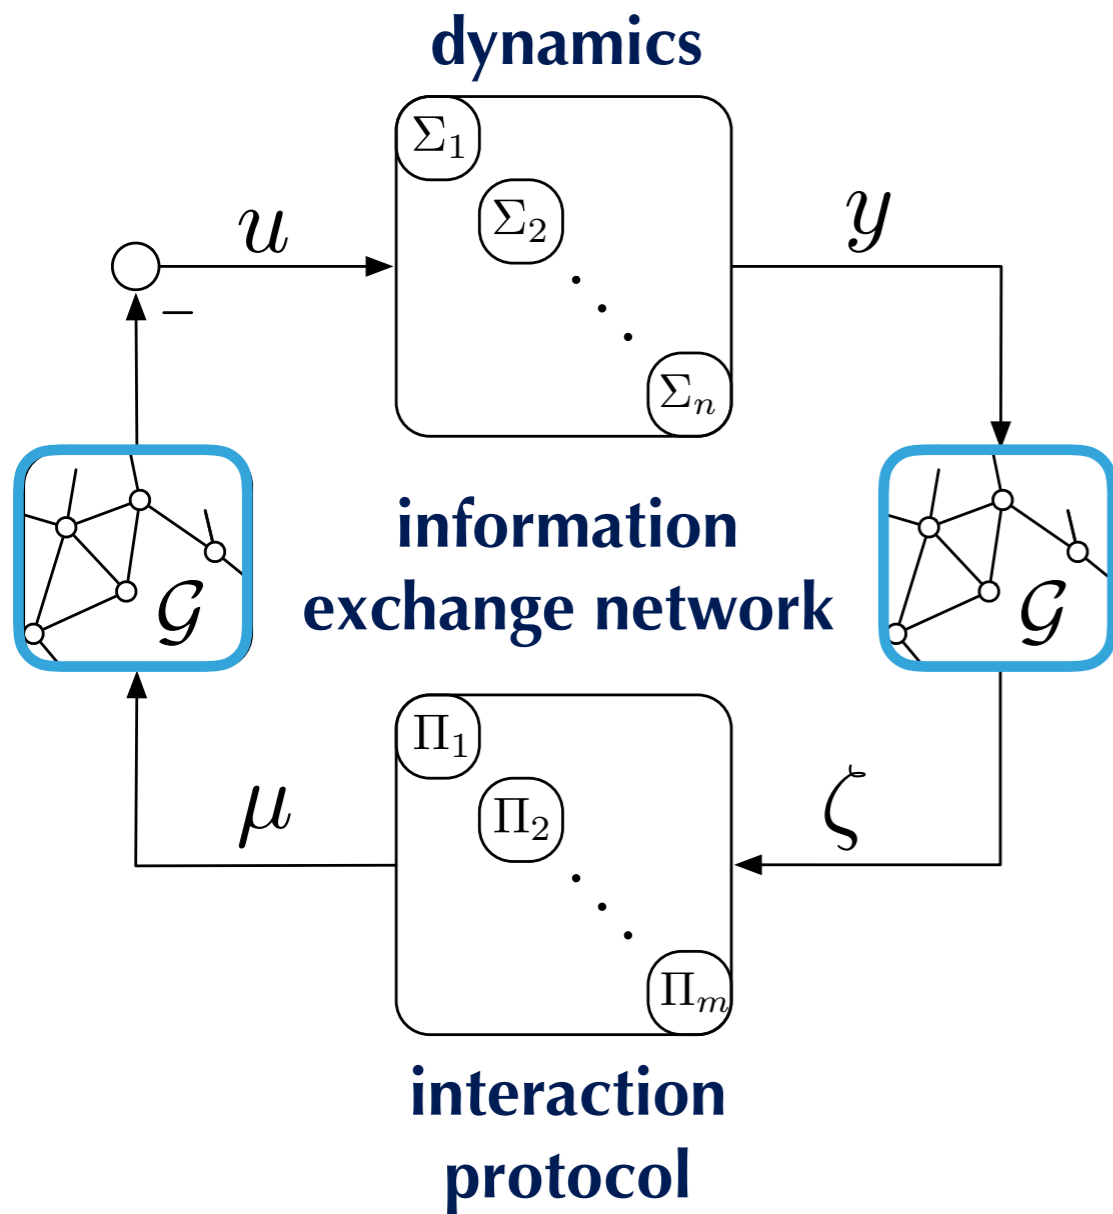 dynamics
Σ₁
Σ₂
Σₙ
u
y
−
information
exchange network
𝒢
𝒢
Π₁
Π₂
Πₘ
μ
ζ
interaction
protocol